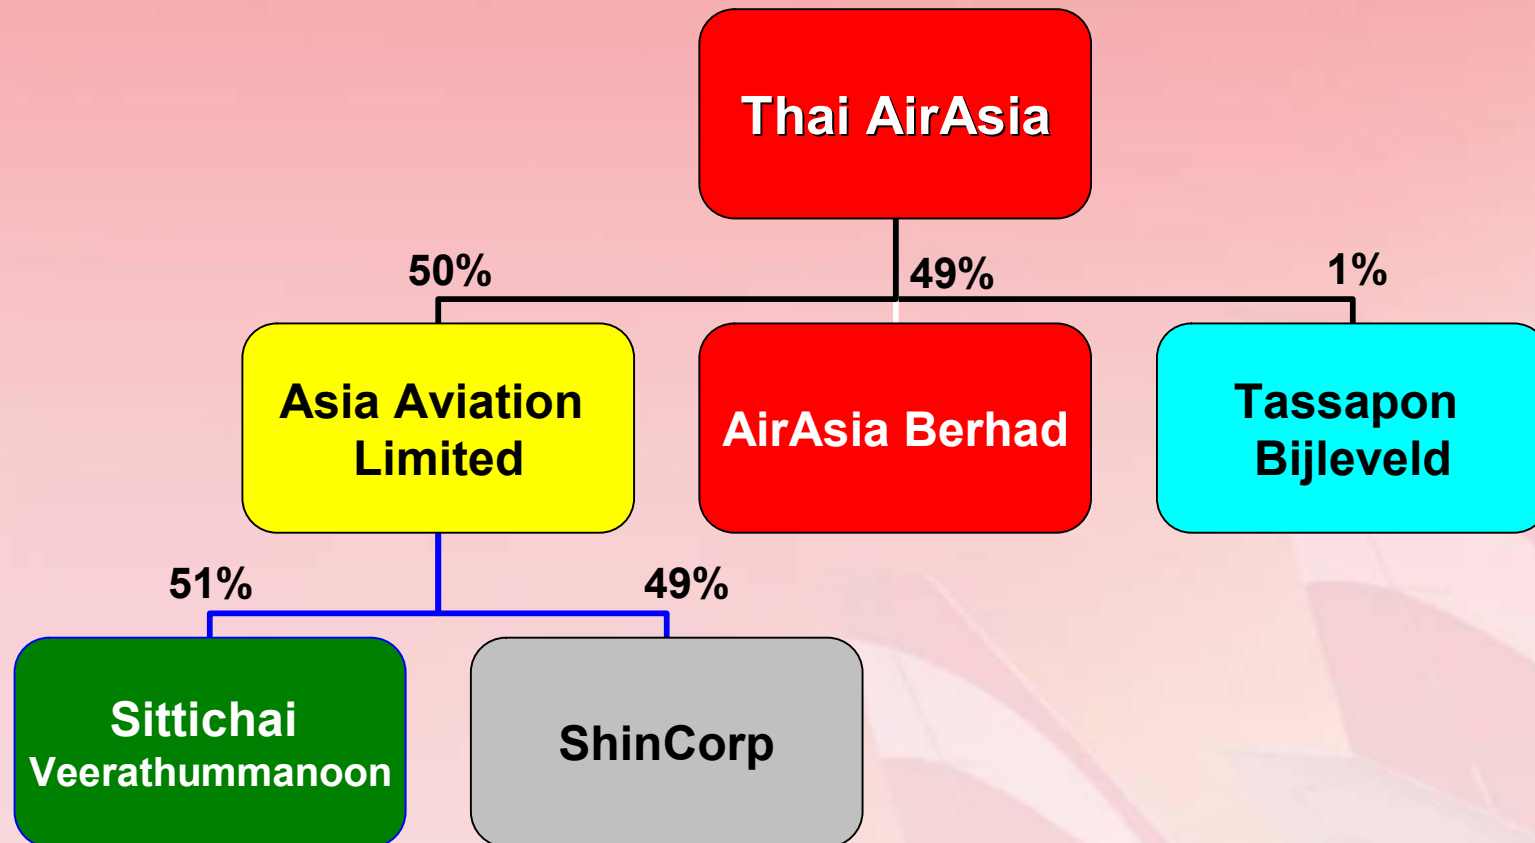 Thai AirAsia
50%
49%
1%
Asia Aviation
Limited
AirAsia Berhad
Tassapon
Bijleveld
51%
49%
Sittichai
Veerathummanoon
ShinCorp